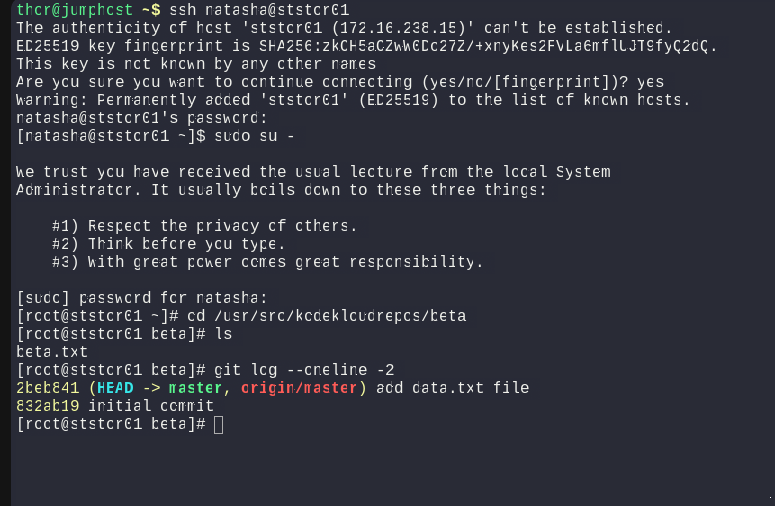 thor@jumphost ~$ ssh natasha@ststor01
The authenticity of host 'ststor01 (172.16.238.15)' can't be established.
ED25519 key fingerprint is
This key is not known by any other names
Are you sure you want to continue connecting (yes/no/[fingerprint])? yes
Warning: Permanently added 'ststor01' (ED25519) to the list of known hosts.
natasha@ststor01's password:
[natasha@ststor01 ~]$ sudo su -
We trust you have received the usual lecture from the local System
Administrator. It usually boils down to these three things:
#1) Respect the privacy of others.
#2) Think before you type.
#3) With great power comes great responsibility.
[sudo] password for natasha:
[root@ststor01 ~]# cd /usr/src/kodekloudrepos/beta
[root@ststor01 beta]# ls
beta.txt
[root@ststor01 beta]# git log --oneline -2
2beb841 (HEAD -> master, origin/master) add data.txt file
832ab19 initial commit
[root@ststor01 beta]#